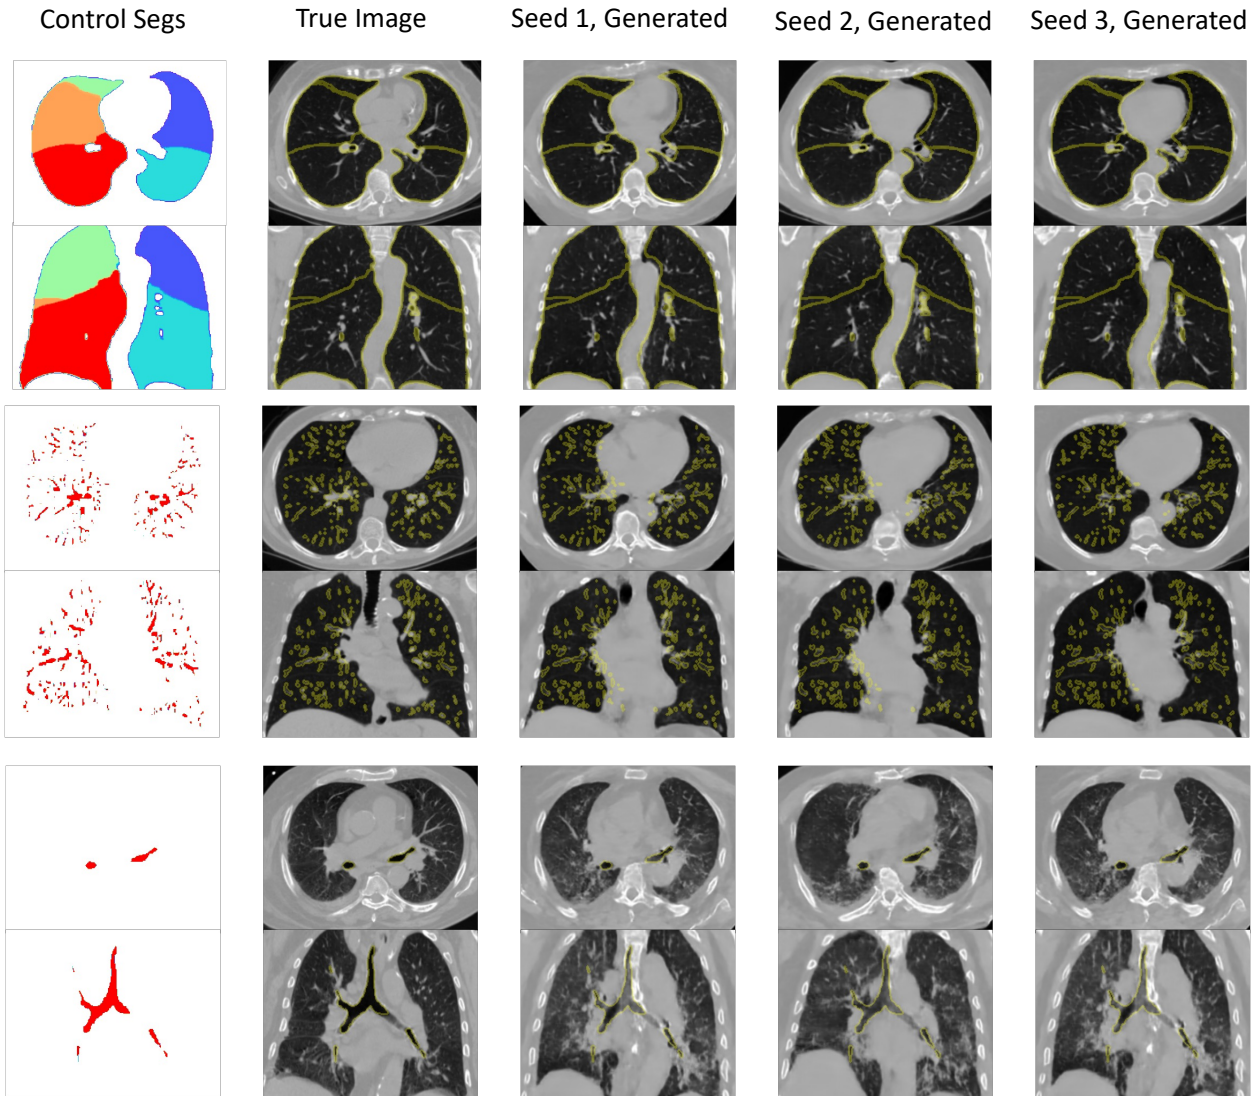 Control Segs
True Image
Seed 1, Generated
Seed 2, Generated
Seed 3, Generated